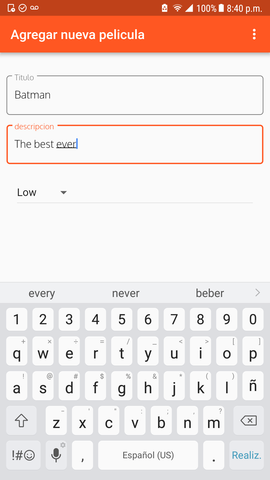 100% 8:40 p.m.
Agregar nueva pelicula
Titulo
Batman
descripcion
The best ever
Low
every never beber
1 2 3 4 5 6 7 8 9 0
q w e r t y u i o p
a s d f g h j k l ñ
z x c v b n m
!#☺ , Español (US) . Realiz.